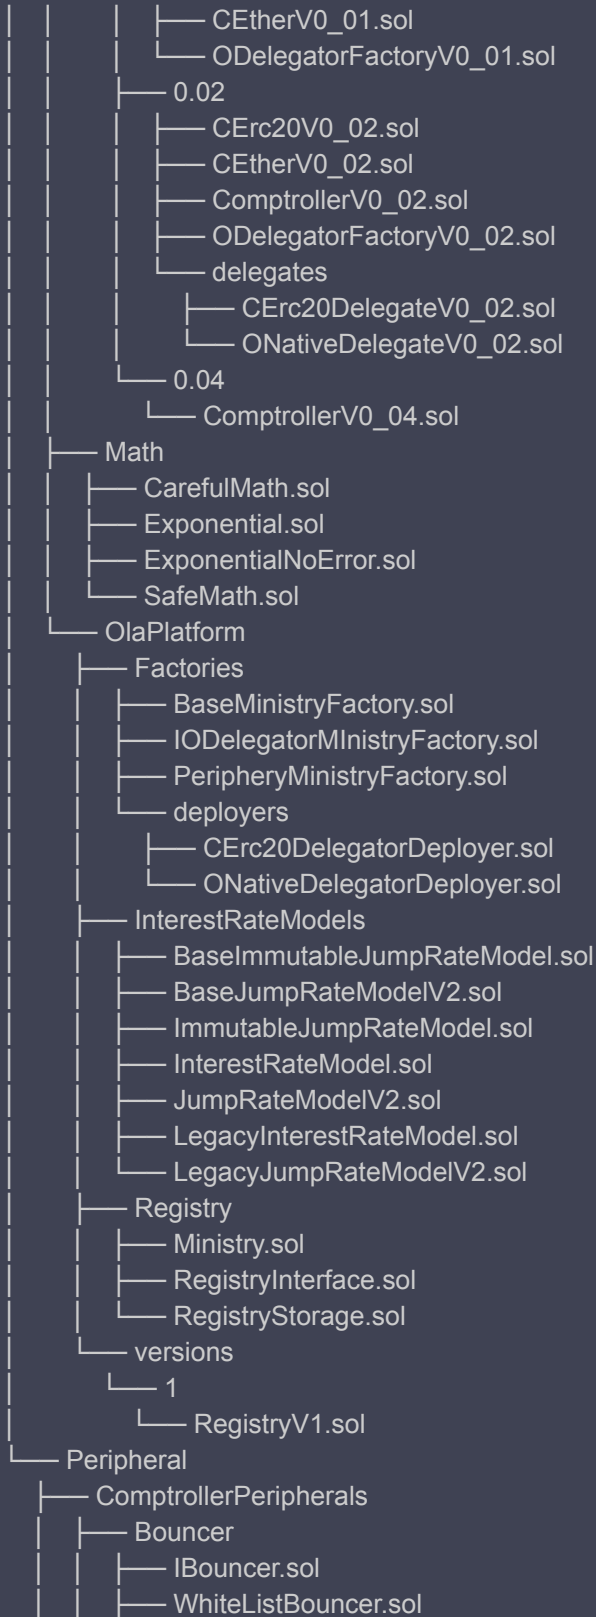 │ │ │ ├── CEtherV0_01.sol
│ │ │ └── ODelegatorFactoryV0_01.sol
│ │ ├── 0.02
│ │ │ ├── CErc20V0_02.sol
│ │ │ ├── CEtherV0_02.sol
│ │ │ ├── ComptrollerV0_02.sol
│ │ │ ├── ODelegatorFactoryV0_02.sol
│ │ │ └── delegates
│ │ │ ├── CErc20DelegateV0_02.sol
│ │ │ └── ONativeDelegateV0_02.sol
│ │ └── 0.04
│ │ └── ComptrollerV0_04.sol
│ ├── Math
│ │ ├── CarefulMath.sol
│ │ ├── Exponential.sol
│ │ ├── ExponentialNoError.sol
│ │ └── SafeMath.sol
│ └── OlaPlatform
│ ├── Factories
│ │ ├── BaseMinistryFactory.sol
│ │ ├── IODelegatorMInistryFactory.sol
│ │ ├── PeripheryMinistryFactory.sol
│ │ └── deployers
│ │ ├── CErc20DelegatorDeployer.sol
│ │ └── ONativeDelegatorDeployer.sol
│ ├── InterestRateModels
│ │ ├── BaseImmutableJumpRateModel.sol
│ │ ├── BaseJumpRateModelV2.sol
│ │ ├── ImmutableJumpRateModel.sol
│ │ ├── InterestRateModel.sol
│ │ ├── JumpRateModelV2.sol
│ │ ├── LegacyInterestRateModel.sol
│ │ └── LegacyJumpRateModelV2.sol
│ ├── Registry
│ │ ├── Ministry.sol
│ │ ├── RegistryInterface.sol
│ │ └── RegistryStorage.sol
│ └── versions
│ └── 1
│ └── RegistryV1.sol
└── Peripheral
├── ComptrollerPeripherals
│ ├── Bouncer
│ │ ├── IBouncer.sol
│ │ ├── WhiteListBouncer.sol